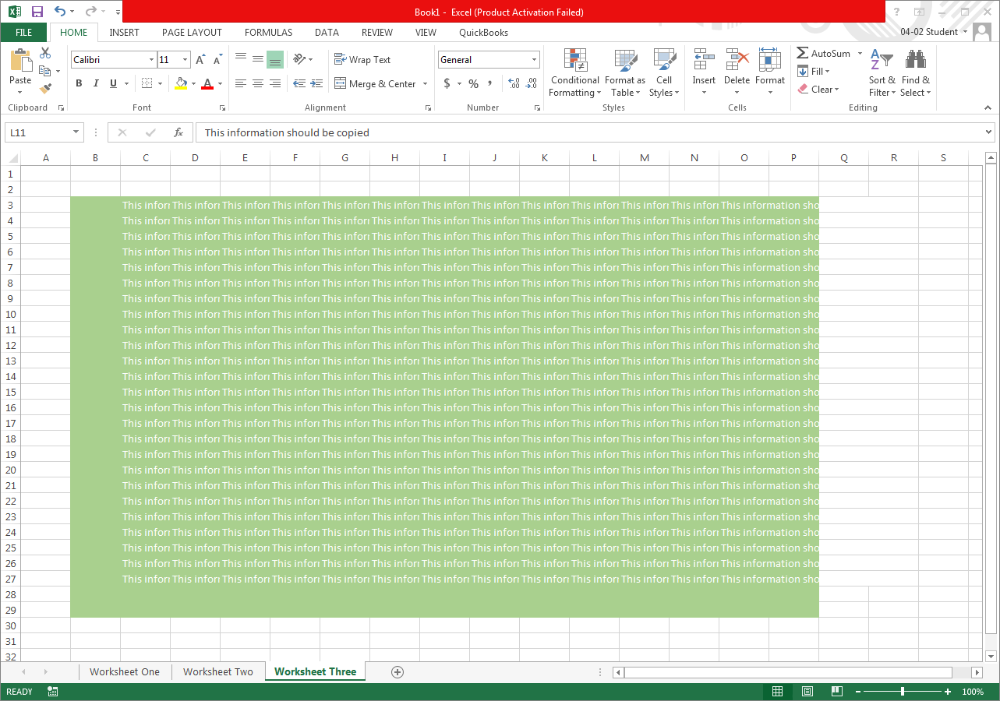 Book1 - Excel (Product Activation Failed)
FILE HOME INSERT PAGE LAYOUT FORMULAS DATA REVIEW VIEW QuickBooks 04-02 Student
Calibri 11 Wrap Text General AutoSum
Paste Conditional Formatting Format as Table Cell Styles Insert Delete Format Fill Sort & Filter Find & Select
B I U A Merge & Center $ % , Clear
Clipboard Font Alignment Number Styles Cells Editing
L11 fx This information should be copied
A B C D E F G H I J K L M N O P Q R S
1
2
3 This infor This infor This infor This infor This infor This infor This infor This infor This infor This infor This infor This infor This information sho
4 This infor This infor This infor This infor This infor This infor This infor This infor This infor This infor This infor This infor This information sho
5 This infor This infor This infor This infor This infor This infor This infor This infor This infor This infor This infor This infor This information sho
6 This infor This infor This infor This infor This infor This infor This infor This infor This infor This infor This infor This infor This information sho
7 This infor This infor This infor This infor This infor This infor This infor This infor This infor This infor This infor This infor This information sho
8 This infor This infor This infor This infor This infor This infor This infor This infor This infor This infor This infor This infor This information sho
9 This infor This infor This infor This infor This infor This infor This infor This infor This infor This infor This infor This infor This information sho
10 This infor This infor This infor This infor This infor This infor This infor This infor This infor This infor This infor This infor This information sho
11 This infor This infor This infor This infor This infor This infor This infor This infor This infor This infor This infor This infor This information sho
12 This infor This infor This infor This infor This infor This infor This infor This infor This infor This infor This infor This infor This information sho
13 This infor This infor This infor This infor This infor This infor This infor This infor This infor This infor This infor This infor This information sho
14 This infor This infor This infor This infor This infor This infor This infor This infor This infor This infor This infor This infor This information sho
15 This infor This infor This infor This infor This infor This infor This infor This infor This infor This infor This infor This infor This information sho
16 This infor This infor This infor This infor This infor This infor This infor This infor This infor This infor This infor This infor This information sho
17 This infor This infor This infor This infor This infor This infor This infor This infor This infor This infor This infor This infor This information sho
18 This infor This infor This infor This infor This infor This infor This infor This infor This infor This infor This infor This infor This information sho
19 This infor This infor This infor This infor This infor This infor This infor This infor This infor This infor This infor This infor This information sho
20 This infor This infor This infor This infor This infor This infor This infor This infor This infor This infor This infor This infor This information sho
21 This infor This infor This infor This infor This infor This infor This infor This infor This infor This infor This infor This infor This information sho
22 This infor This infor This infor This infor This infor This infor This infor This infor This infor This infor This infor This infor This information sho
23 This infor This infor This infor This infor This infor This infor This infor This infor This infor This infor This infor This infor This information sho
24 This infor This infor This infor This infor This infor This infor This infor This infor This infor This infor This infor This infor This information sho
25 This infor This infor This infor This infor This infor This infor This infor This infor This infor This infor This infor This infor This information sho
26 This infor This infor This infor This infor This infor This infor This infor This infor This infor This infor This infor This infor This information sho
27 This infor This infor This infor This infor This infor This infor This infor This infor This infor This infor This infor This infor This information sho
28
29
30
31
32
Worksheet One Worksheet Two Worksheet Three
READY 100%